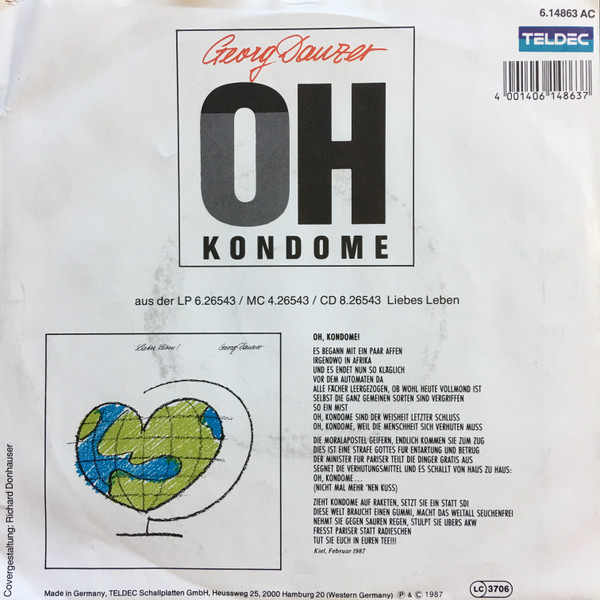 6.14863 AC
TELDEC
4 001406 148637
Georg Danzer
OH
KONDOME
aus der LP 6.26543 / MC 4.26543 / CD 8.26543 Liebes Leben
Liebes Leben! Georg Danzer
OH, KONDOME!
ES BEGANN MIT EIN PAAR AFFEN
IRGENDWO IN AFRIKA
UND ES ENDET NUN SO KLÄGLICH
VOR DEM AUTOMATEN DA
ALLE FÄCHER LEERGEZOGEN, OB WOHL HEUTE VOLLMOND IST
SELBST DIE GANZ GEMEINEN SORTEN SIND VERGRIFFEN
SO EIN MIST
OH, KONDOME SIND DER WEISHEIT LETZTER SCHLUSS
OH, KONDOME, WEIL DIE MENSCHHEIT SICH VERHUTEN MUSS
DIE MORALAPOSTEL GEIFERN, ENDLICH KOMMEN SIE ZUM ZUG
DIES IST EINE STRAFE GOTTES FUR ENTARTUNG UND BETRUG
DER MINISTER FUR PARISER TEILT DIE DINGER GRATIS AUS
SEGNET DIE VERHUTUNGSMITTEL UND ES SCHALLT VON HAUS ZU HAUS:
OH, KONDOME...
(NICHT MAL MEHR 'NEN KUSS)
ZIEHT KONDOME AUF RAKETEN, SETZT SIE EIN STATT SDI
DIESE WELT BRAUCHT EINEN GUMMI, MACHT DAS WELTALL SEUCHENFREI
NEHMT SIE GEGEN SAUREN REGEN, STULPT SIE UBERS AKW
FRESST PARISER STATT RADIESCHEN
TUT SIE EUCH IN EUREN TEE!!!
Kiel, Februar 1987
Covergestaltung: Richard Donhauser
Made in Germany, TELDEC Schallplatten GmbH, Heussweg 25, 2000 Hamburg 20 (Western Germany) Ⓟ & © 1987
LC 3706